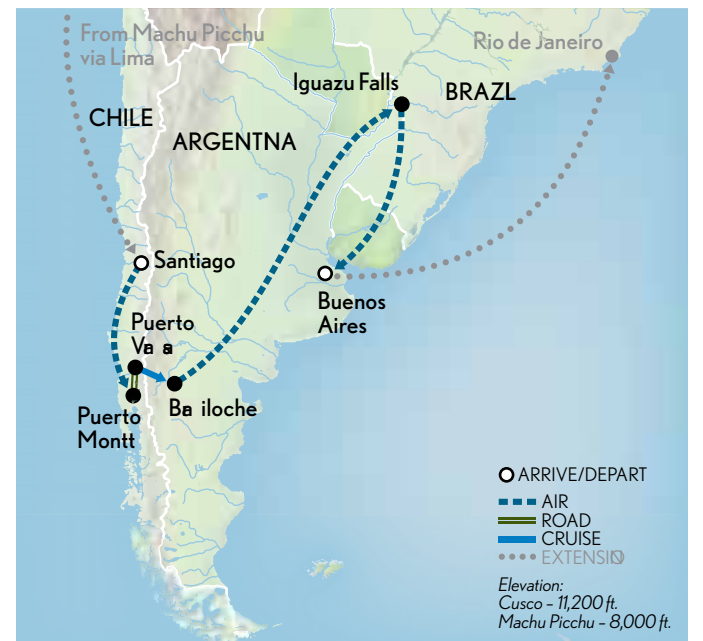 From Machu Picchu
via Lima
Rio de Janeiro
Iguazu Falls
BRAZL
CHILE
ARGENTNA
Santiago
Buenos
Aires
Puerto
Va a
Ba iloche
Puerto
Montt
ARRIVE/DEPART
AIR
ROAD
CRUISE
EXTENSIO
Elevation:
Cusco – 11,200 ft.
Machu Picchu – 8,000 ft.